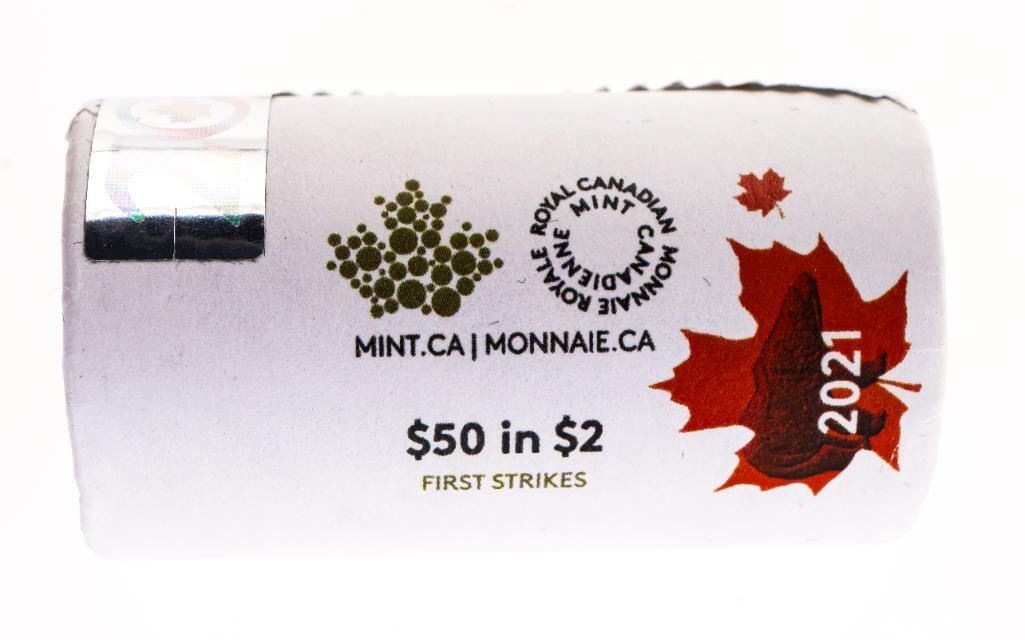 ROYAL CANADIAN MINT
MONNAIE ROYALE CANADIENNE
MINT.CA | MONNAIE.CA
$50 in $2
FIRST STRIKES
2021